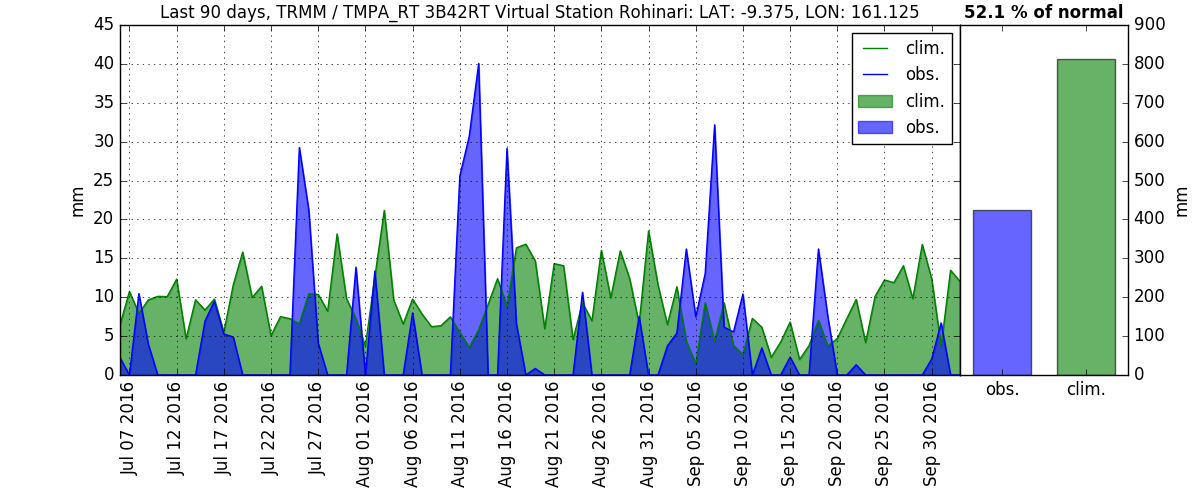 Last 90 days, TRMM / TMPA_RT 3B42RT Virtual Station Rohinari: LAT: -9.375, LON: 161.125
52.1 % of normal
45
40
35
30
25
20
15
10
5
0
mm
clim.
obs.
clim.
obs.
900
800
700
600
500
400
300
200
100
0
mm
Jul 07 2016
Jul 12 2016
Jul 17 2016
Jul 22 2016
Jul 27 2016
Aug 01 2016
Aug 06 2016
Aug 11 2016
Aug 16 2016
Aug 21 2016
Aug 26 2016
Aug 31 2016
Sep 05 2016
Sep 10 2016
Sep 15 2016
Sep 20 2016
Sep 25 2016
Sep 30 2016
obs.
clim.